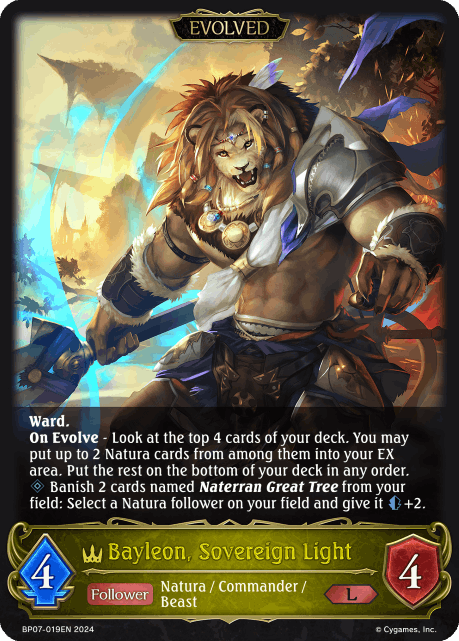 EVOLVED
Ward.
On Evolve - Look at the top 4 cards of your deck. You may
put up to 2 Natura cards from among them into your EX
area. Put the rest on the bottom of your deck in any order.
Banish 2 cards named Naterran Great Tree from your
field: Select a Natura follower on your field and give it +2.
Bayleon, Sovereign Light
4
Follower
Natura / Commander /
Beast
L
4
BP07-019EN 2024
© Cygames, Inc.